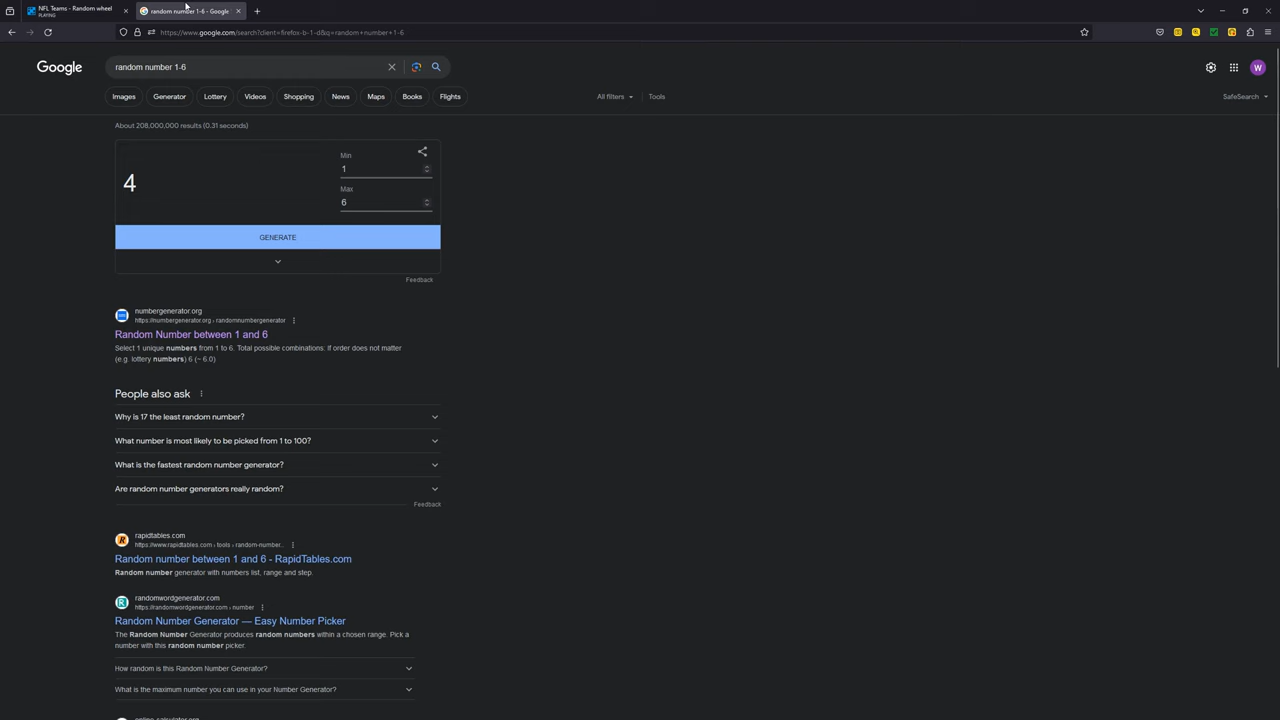 NFL Teams - Random wheel
PLAYING
random number 1-6 - Google
https://www.google.com/search?client=firefox-b-1-d&q=random+number+1-6
Google
random number 1-6
W
Images
Generator
Lottery
Videos
Shopping
News
Maps
Books
Flights
All filters
Tools
SafeSearch
About 208,000,000 results (0.31 seconds)
4
Min
1
Max
6
GENERATE
Feedback
numbergenerator.org
https://numbergenerator.org › randomnumbergenerator
Random Number between 1 and 6
Select 1 unique numbers from 1 to 6. Total possible combinations: if order does not matter
(e.g. lottery numbers) 6 (~ 6.0)
People also ask
Why is 17 the least random number?
What number is most likely to be picked from 1 to 100?
What is the fastest random number generator?
Are random number generators really random?
Feedback
rapidtables.com
https://www.rapidtables.com › tools › random-number...
Random number between 1 and 6 - RapidTables.com
Random number generator with numbers list, range and step.
randomwordgenerator.com
https://randomwordgenerator.com › number
Random Number Generator — Easy Number Picker
The Random Number Generator produces random numbers within a chosen range. Pick a
number with this random number picker.
How random is this Random Number Generator?
What is the maximum number you can use in your Number Generator?